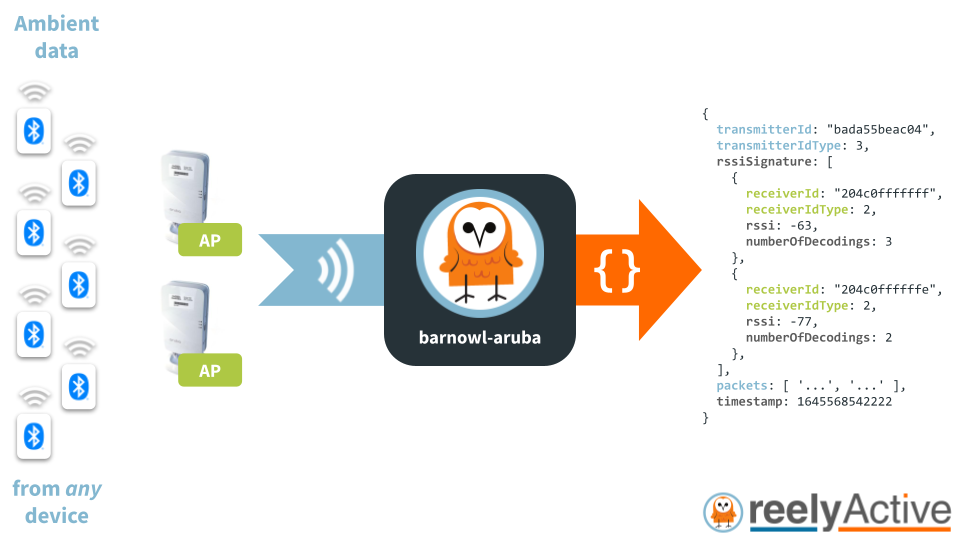 Ambient
data
from any
device
AP
AP
barnowl-aruba
{}
{
transmitterId: "bada55beac04",
transmitterIdType: 3,
rssiSignature: [
{
receiverId: "204c0fffffff",
receiverIdType: 2,
rssi: -63,
numberOfDecodings: 3
},
{
receiverId: "204c0ffffffe",
receiverIdType: 2,
rssi: -77,
numberOfDecodings: 2
},
],
packets: [ '...', '...' ],
timestamp: 1645568542222
}
reelyActive